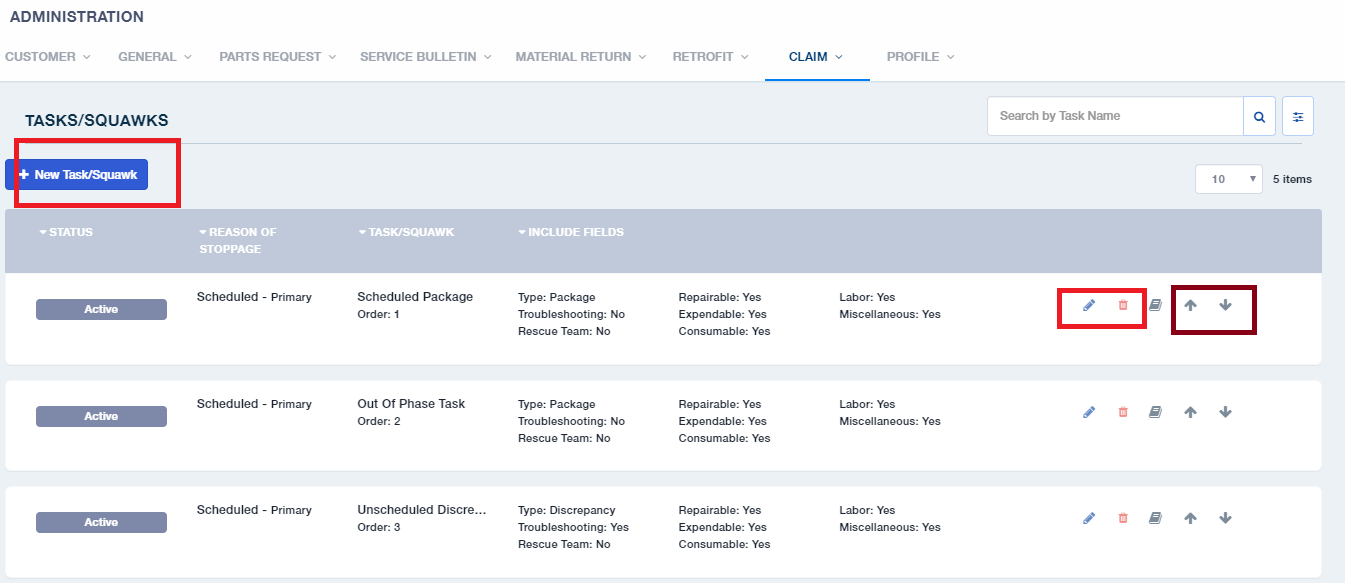 ADMINISTRATION
CUSTOMER GENERAL PARTS REQUEST SERVICE BULLETIN MATERIAL RETURN RETROFIT CLAIM PROFILE
TASKS/SQUAWKS
Search by Task Name
+ New Task/Squawk
10 5 items
STATUS REASON OF STOPPAGE TASK/SQUAWK INCLUDE FIELDS
Active
Scheduled - Primary
Scheduled Package
Order: 1
Type: Package
Troubleshooting: No
Rescue Team: No
Repairable: Yes
Expendable: Yes
Consumable: Yes
Labor: Yes
Miscellaneous: Yes
Active
Scheduled - Primary
Out Of Phase Task
Order: 2
Type: Package
Troubleshooting: No
Rescue Team: No
Repairable: Yes
Expendable: Yes
Consumable: Yes
Labor: Yes
Miscellaneous: Yes
Active
Scheduled - Primary
Unscheduled Discre...
Order: 3
Type: Discrepancy
Troubleshooting: Yes
Rescue Team: No
Repairable: Yes
Expendable: Yes
Consumable: Yes
Labor: Yes
Miscellaneous: Yes